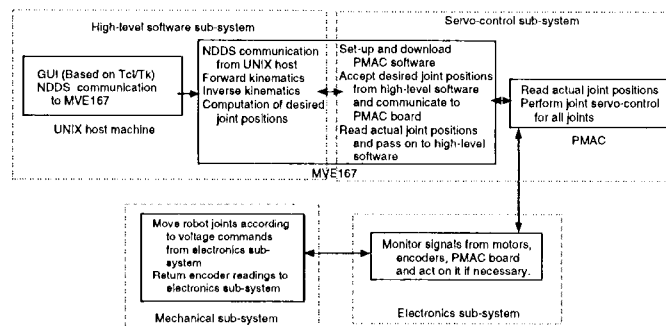 High-level software sub-system
Servo-control sub-system
GUI (Based on Tcl/Tk)
NDDS communication
to MVE167
UNIX host machine
NDDS communication
from UNIX host
Forward kinematics
Inverse kinematics
Computation of desired
joint positions
Set-up and download
PMAC software
Accept desired joint positions
from high-level software
and communicate to
PMAC board
Read actual joint positions
and pass on to high-level
software
MVE167
Read actual joint positions
Perform joint servo-control
for all joints
PMAC
Move robot joints according
to voltage commands
from electronics sub-
system
Return encoder readings to
electronics sub-system
Mechanical sub-system
Monitor signals from motors,
encoders, PMAC board
and act on it if necessary.
Electronics sub-system